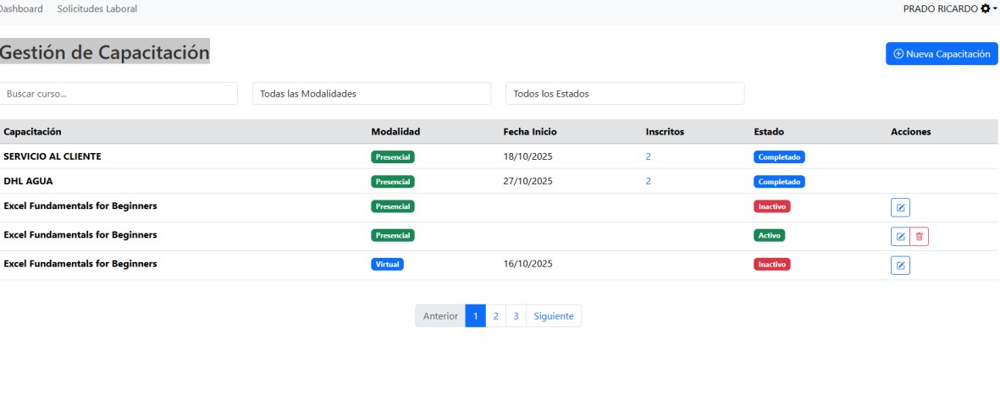 Dashboard Solicitudes Laboral PRADO RICARDO
Gestión de Capacitación Nueva Capacitación
Buscar curso... Todas las Modalidades Todos los Estados
Capacitación Modalidad Fecha Inicio Inscritos Estado Acciones
SERVICIO AL CLIENTE Presencial 18/10/2025 2 Completado
DHL AGUA Presencial 27/10/2025 2 Completado
Excel Fundamentals for Beginners Presencial Inactivo
Excel Fundamentals for Beginners Presencial Activo
Excel Fundamentals for Beginners Virtual 16/10/2025 Inactivo
Anterior 1 2 3 Siguiente